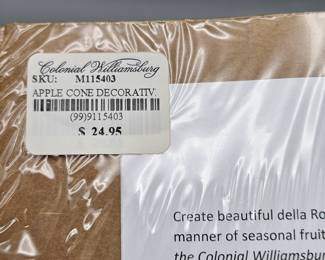 Colonial Williamsburg
SKU: M115403
APPLE CONE DECORATIV.
(99)9115403
$ 24.95
Create beautiful della Ro
manner of seasonal fruit
the Colonial Williamsbur